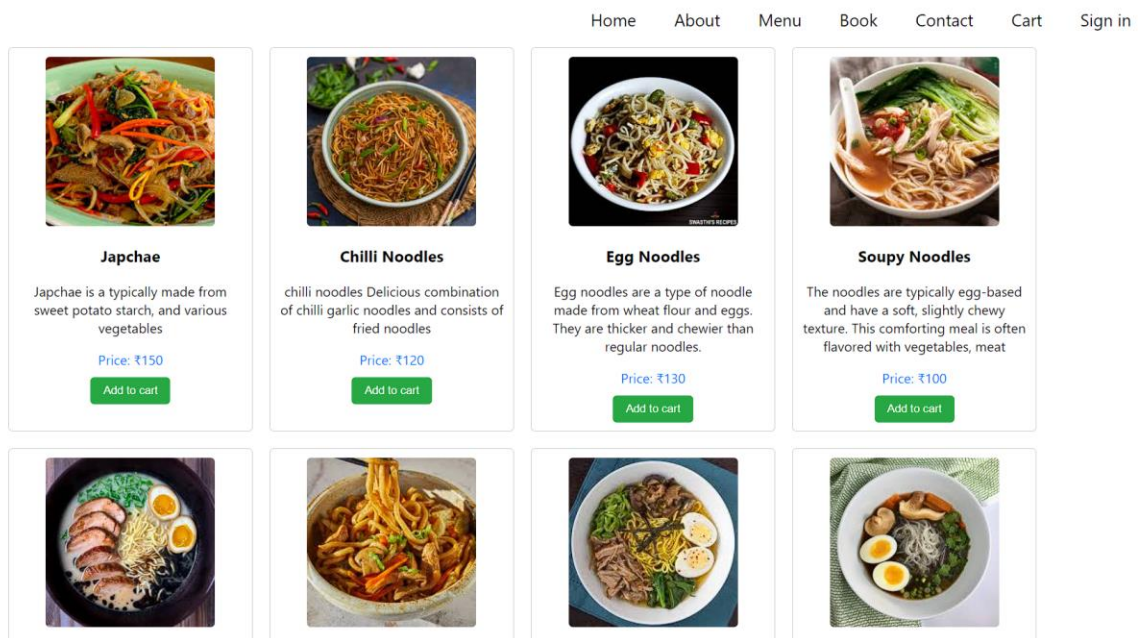 Home About Menu Book Contact Cart Sign in
SWASTHI'S RECIPES
Japchae
Japchae is a typically made from
sweet potato starch, and various
vegetables
Price: ₹150
Add to cart
Chilli Noodles
chilli noodles Delicious combination
of chilli garlic noodles and consists of
fried noodles
Price: ₹120
Add to cart
Egg Noodles
Egg noodles are a type of noodle
made from wheat flour and eggs.
They are thicker and chewier than
regular noodles.
Price: ₹130
Add to cart
Soupy Noodles
The noodles are typically egg-based
and have a soft, slightly chewy
texture. This comforting meal is often
flavored with vegetables, meat
Price: ₹100
Add to cart